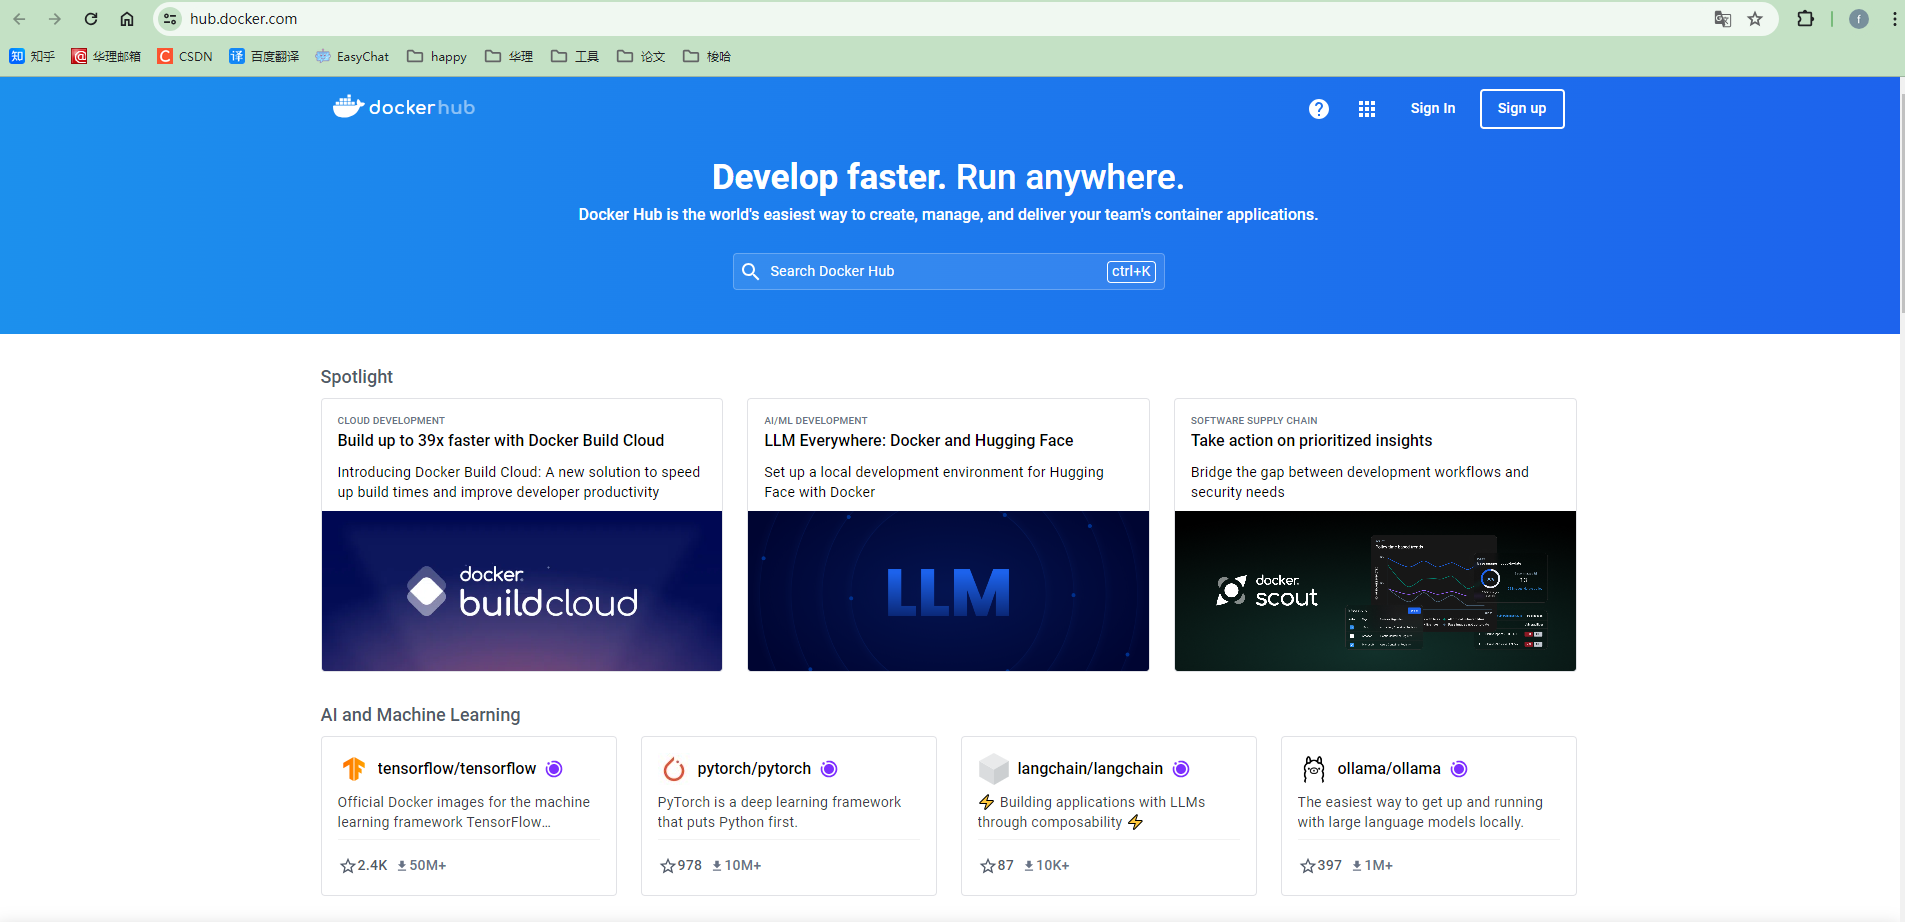 hub.docker.com
知 知乎 华理邮箱 C CSDN 译 百度翻译 EasyChat happy 华理 工具 论文 梭哈
f
dockerhub
? Sign In Sign up
Develop faster. Run anywhere.
Docker Hub is the world's easiest way to create, manage, and deliver your team's container applications.
Search Docker Hub ctrl+K
Spotlight
CLOUD DEVELOPMENT
Build up to 39x faster with Docker Build Cloud
Introducing Docker Build Cloud: A new solution to speed
up build times and improve developer productivity
docker
buildcloud
AI/ML DEVELOPMENT
LLM Everywhere: Docker and Hugging Face
Set up a local development environment for Hugging
Face with Docker
LLM
SOFTWARE SUPPLY CHAIN
Take action on prioritized insights
Bridge the gap between development workflows and
security needs
docker
scout
Policy time based trends
AI and Machine Learning
tensorflow/tensorflow
Official Docker images for the machine
learning framework TensorFlow...
2.4K 50M+
pytorch/pytorch
PyTorch is a deep learning framework
that puts Python first.
978 10M+
langchain/langchain
⚡ Building applications with LLMs
through composability ⚡
87 10K+
ollama/ollama
The easiest way to get up and running
with large language models locally.
397 1M+